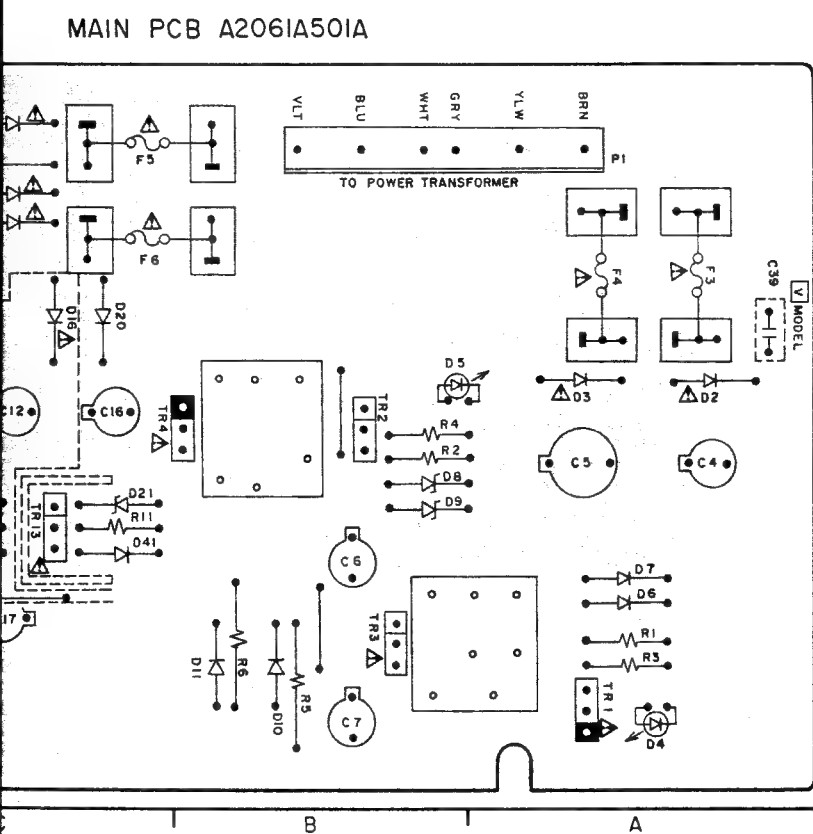 MAIN PCB A2061A501A
VLT
BLU
WHT
GRY
YLW
BRN
P1
TO POWER TRANSFORMER
F5
F6
F4
F3
C39
V MODEL
D16
D20
D5
D3
D2
C12
C16
TR4
TR2
R4
R2
D8
D9
C5
C4
TR13
D21
R11
D41
C6
D7
D6
R1
R3
17
D11
R6
D10
R5
TR3
C7
TR1
D4
B
A